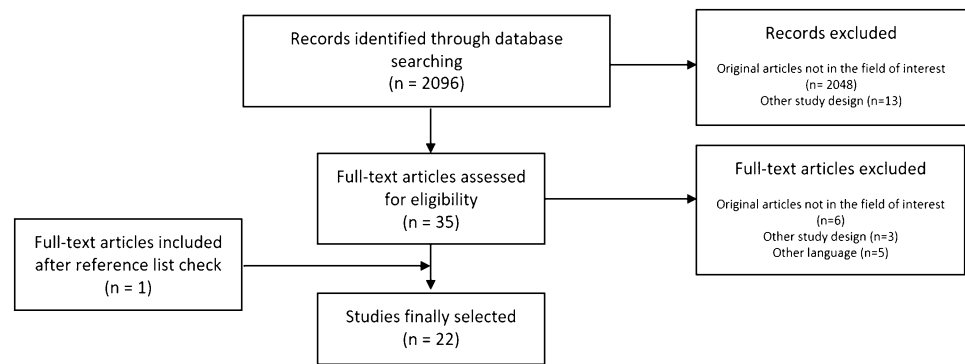 Records identified through database
searching
(n = 2096)
Records excluded
Original articles not in the field of interest
(n= 2048)
Other study design (n=13)
Full-text articles assessed
for eligibility
(n = 35)
Full-text articles excluded
Original articles not in the field of interest
(n=6)
Other study design (n=3)
Other language (n=5)
Full-text articles included
after reference list check
(n = 1)
Studies finally selected
(n = 22)